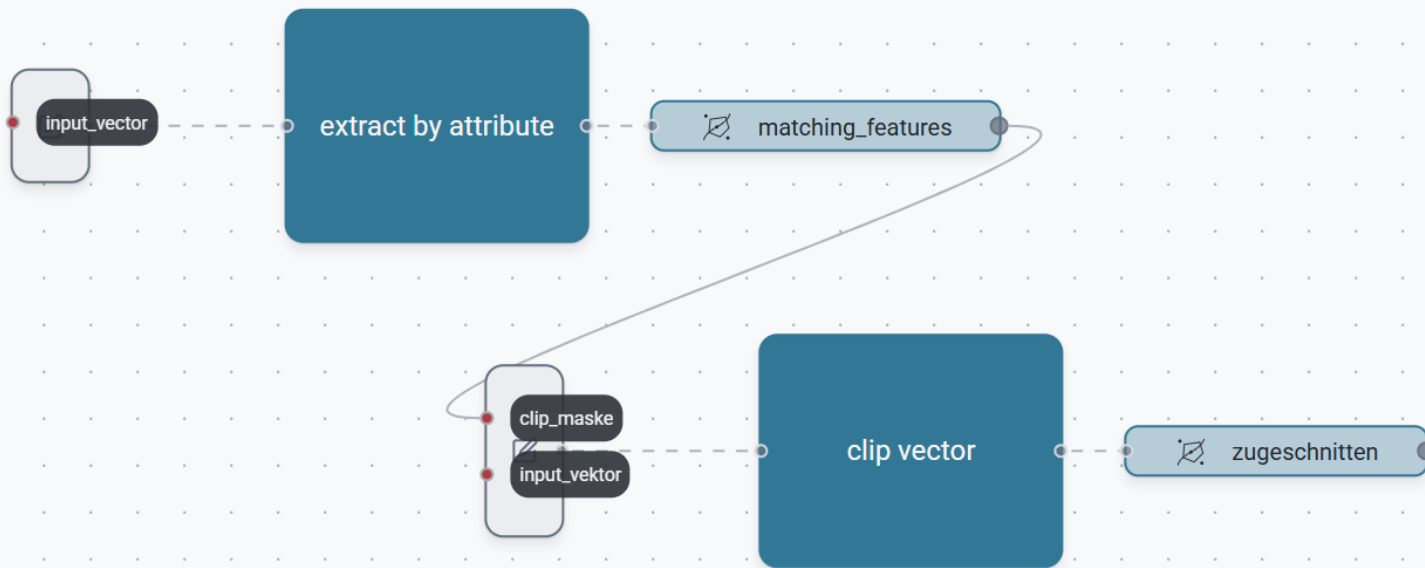 input_vector
extract by attribute
matching_features
clip_maske
input_vektor
clip vector
zugeschnitten